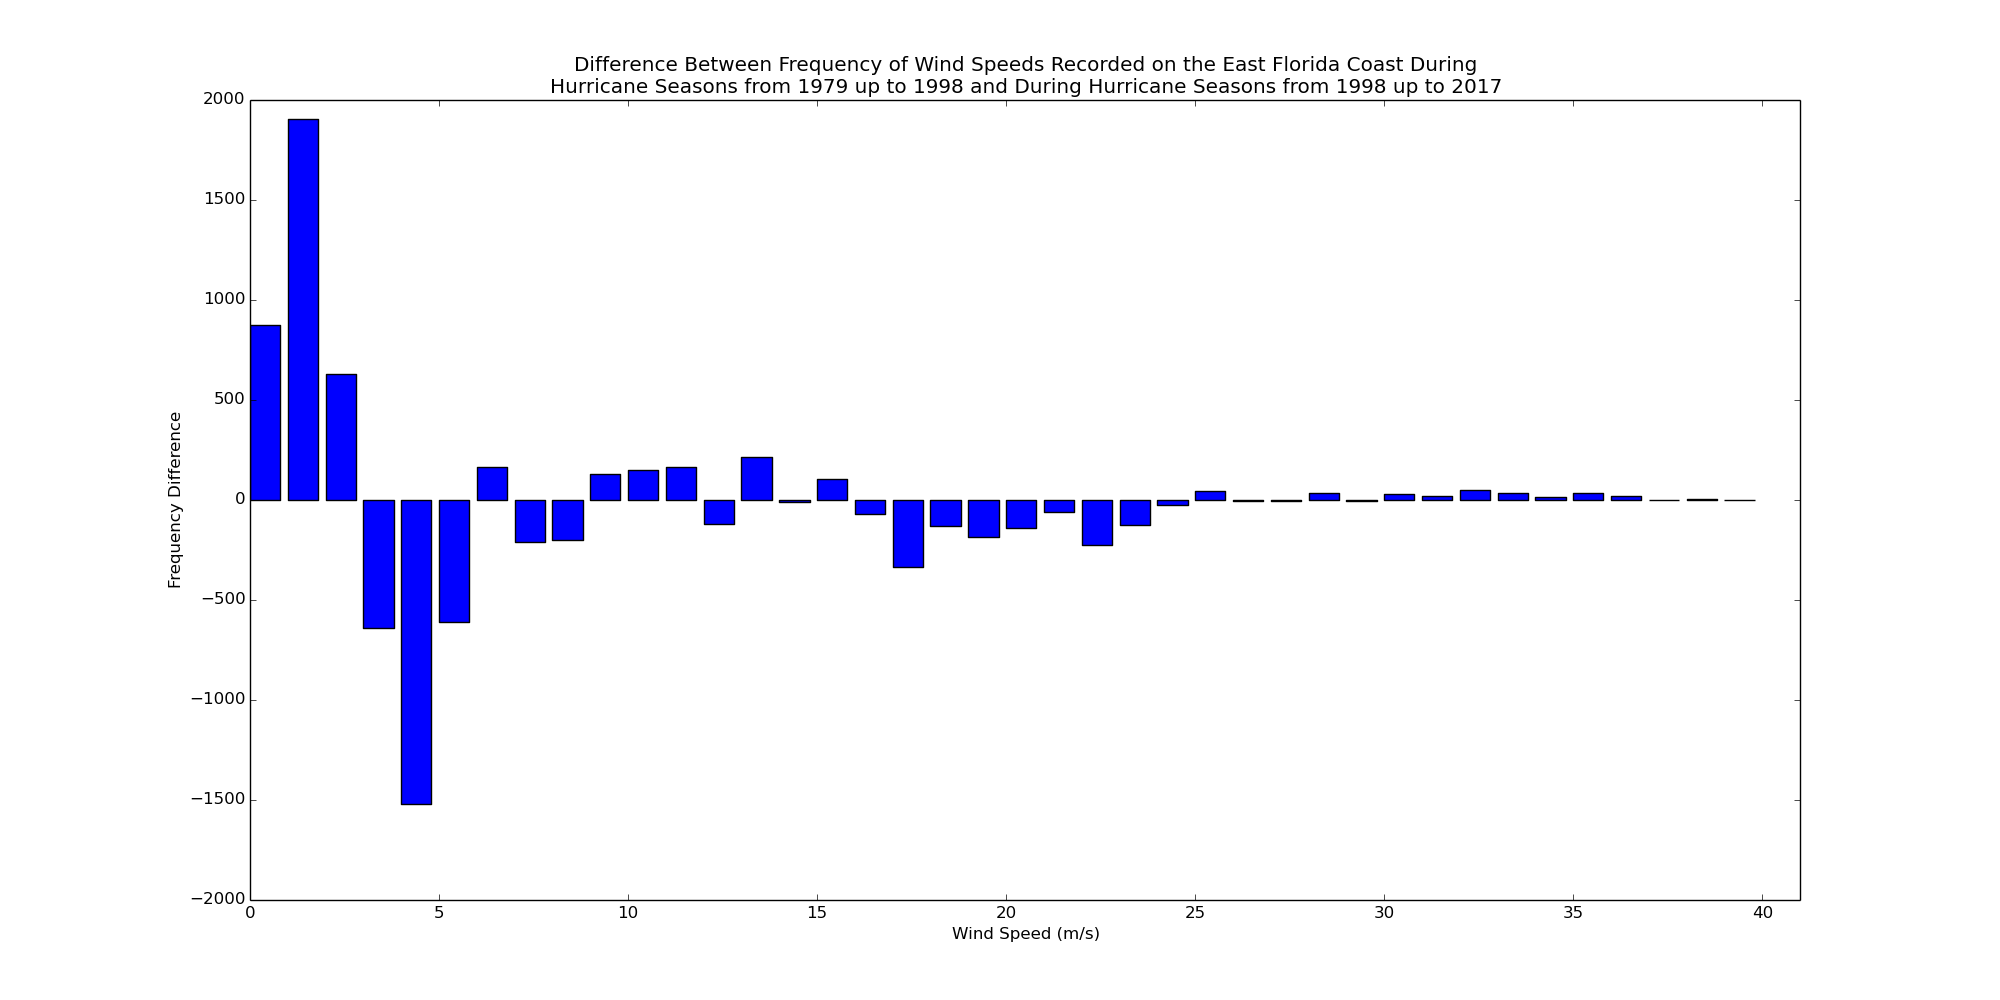 Difference Between Frequency of Wind Speeds Recorded on the East Florida Coast During
Hurricane Seasons from 1979 up to 1998 and During Hurricane Seasons from 1998 up to 2017
2000
1500
1000
500
0
−500
−1000
−1500
−2000
Frequency Difference
0 5 10 15 20 25 30 35 40
Wind Speed (m/s)